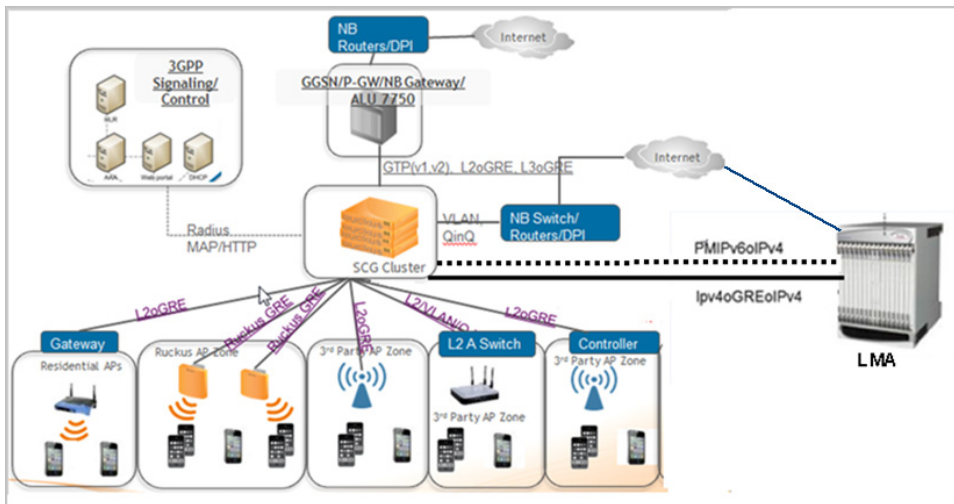 NB
Routers/DPI
Internet
3GPP
Signaling/
Control
GGSN/P-GW/NB Gateway/
ALU 7750
HLR
AAA
Web portal
DHCP
GTP(v1,v2), L2oGRE, L3oGRE
Internet
Radius
MAP/HTTP
VLAN,
QinQ
NB Switch/
Routers/DPI
SCG Cluster
PMIPv6oIPv4
Ipv4oGREoIPv4
LMA
L2oGRE
Ruckus GRE
Ruckus GRE
L2oGRE
L2/VLAN/Q
L2oGRE
Gateway
Residential APs
Ruckus AP Zone
3rd Party AP Zone
L2 A Switch
3rd Party AP Zone
Controller
3rd Party AP Zone